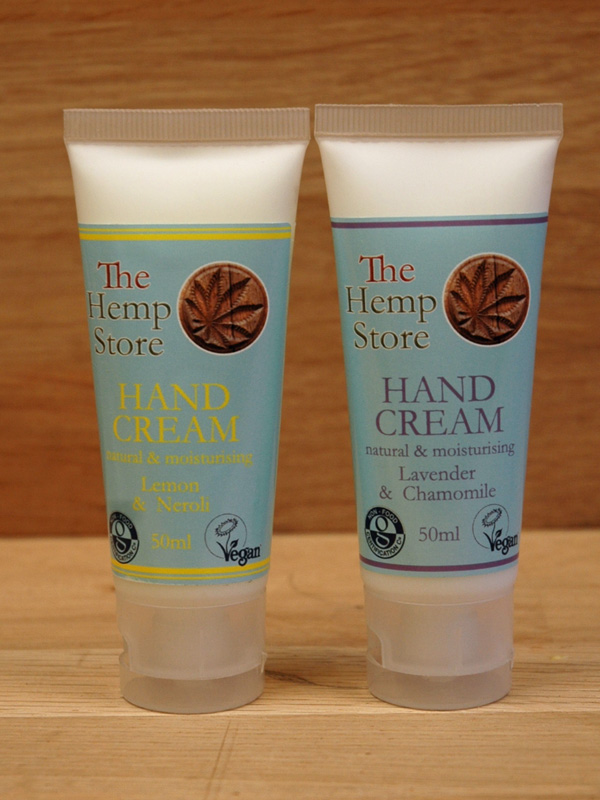 The
Hemp
Store
HAND
CREAM
natural & moisturising
Lemon
& Neroli
50ml
Vegan
The
Hemp
Store
HAND
CREAM
natural & moisturising
Lavender
& Chamomile
50ml
Vegan